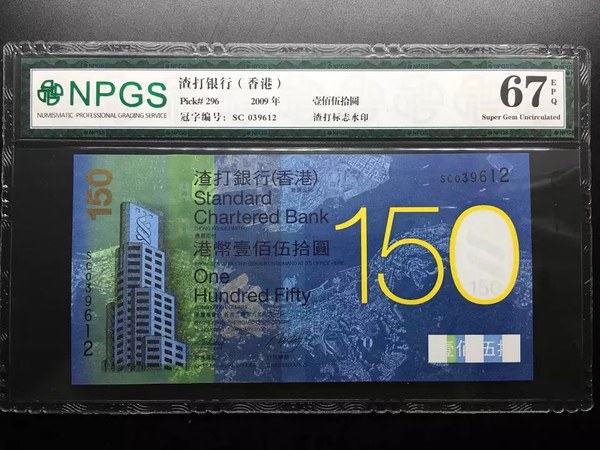 NPGS
NUMISMATIC. PROFESSIONAL GRADING SERVICE
渣打银行（香港）
Pick# 296 2009 年 壹佰伍拾圆
冠字编号： SC 039612 渣打标志水印
67 EPQ
Super Gem Uncirculated
150
SC039612
渣打銀行(香港)
Standard
Chartered Bank
港幣壹佰伍拾圓
One
Hundred Fifty
SC039612
150
150
壹佰伍拾